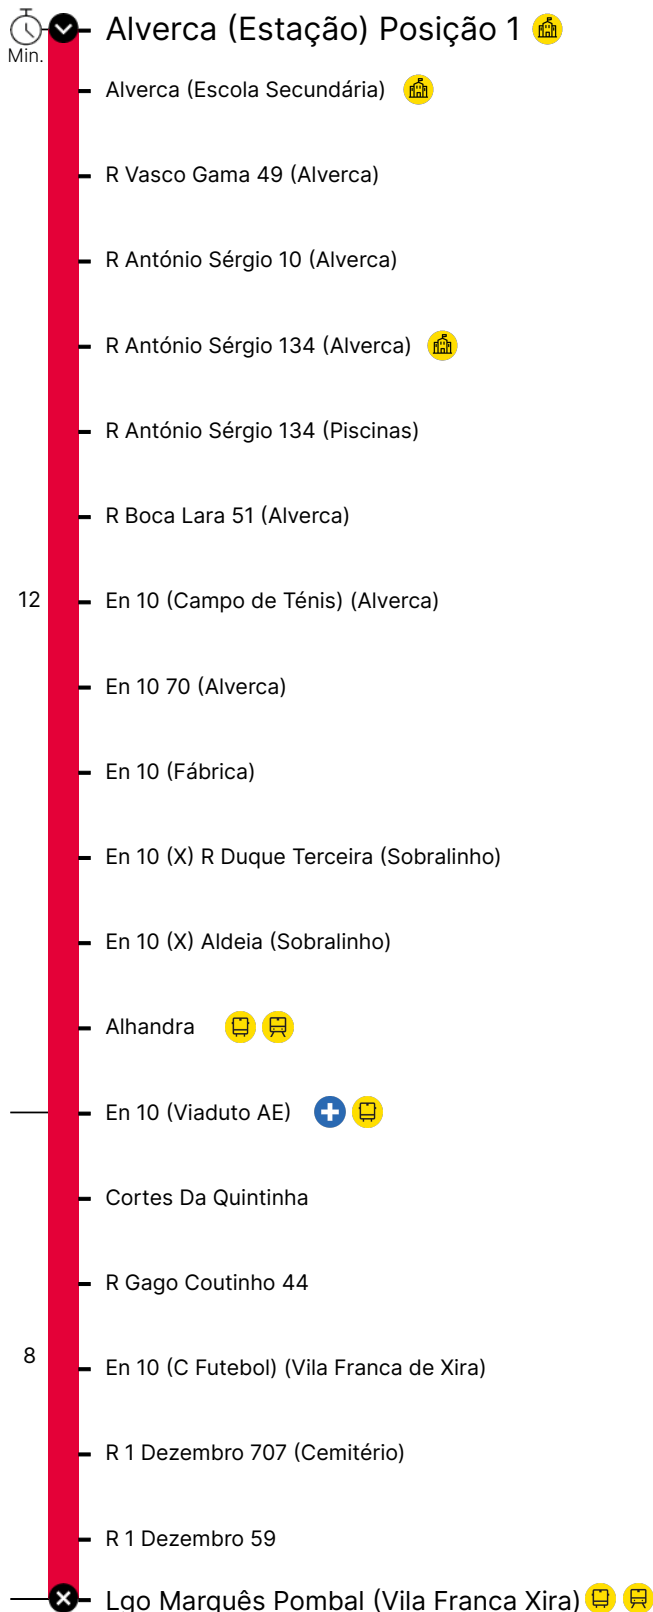 Alverca (Estação) Posição 1
Min.
Alverca (Escola Secundária)
R Vasco Gama 49 (Alverca)
R António Sérgio 10 (Alverca)
R António Sérgio 134 (Alverca)
R António Sérgio 134 (Piscinas)
R Boca Lara 51 (Alverca)
12 En 10 (Campo de Ténis) (Alverca)
En 10 70 (Alverca)
En 10 (Fábrica)
En 10 (X) R Duque Terceira (Sobralinho)
En 10 (X) Aldeia (Sobralinho)
Alhandra
En 10 (Viaduto AE)
Cortes Da Quintinha
R Gago Coutinho 44
8 En 10 (C Futebol) (Vila Franca de Xira)
R 1 Dezembro 707 (Cemitério)
R 1 Dezembro 59
Lgo Marquês Pombal (Vila Franca Xira)